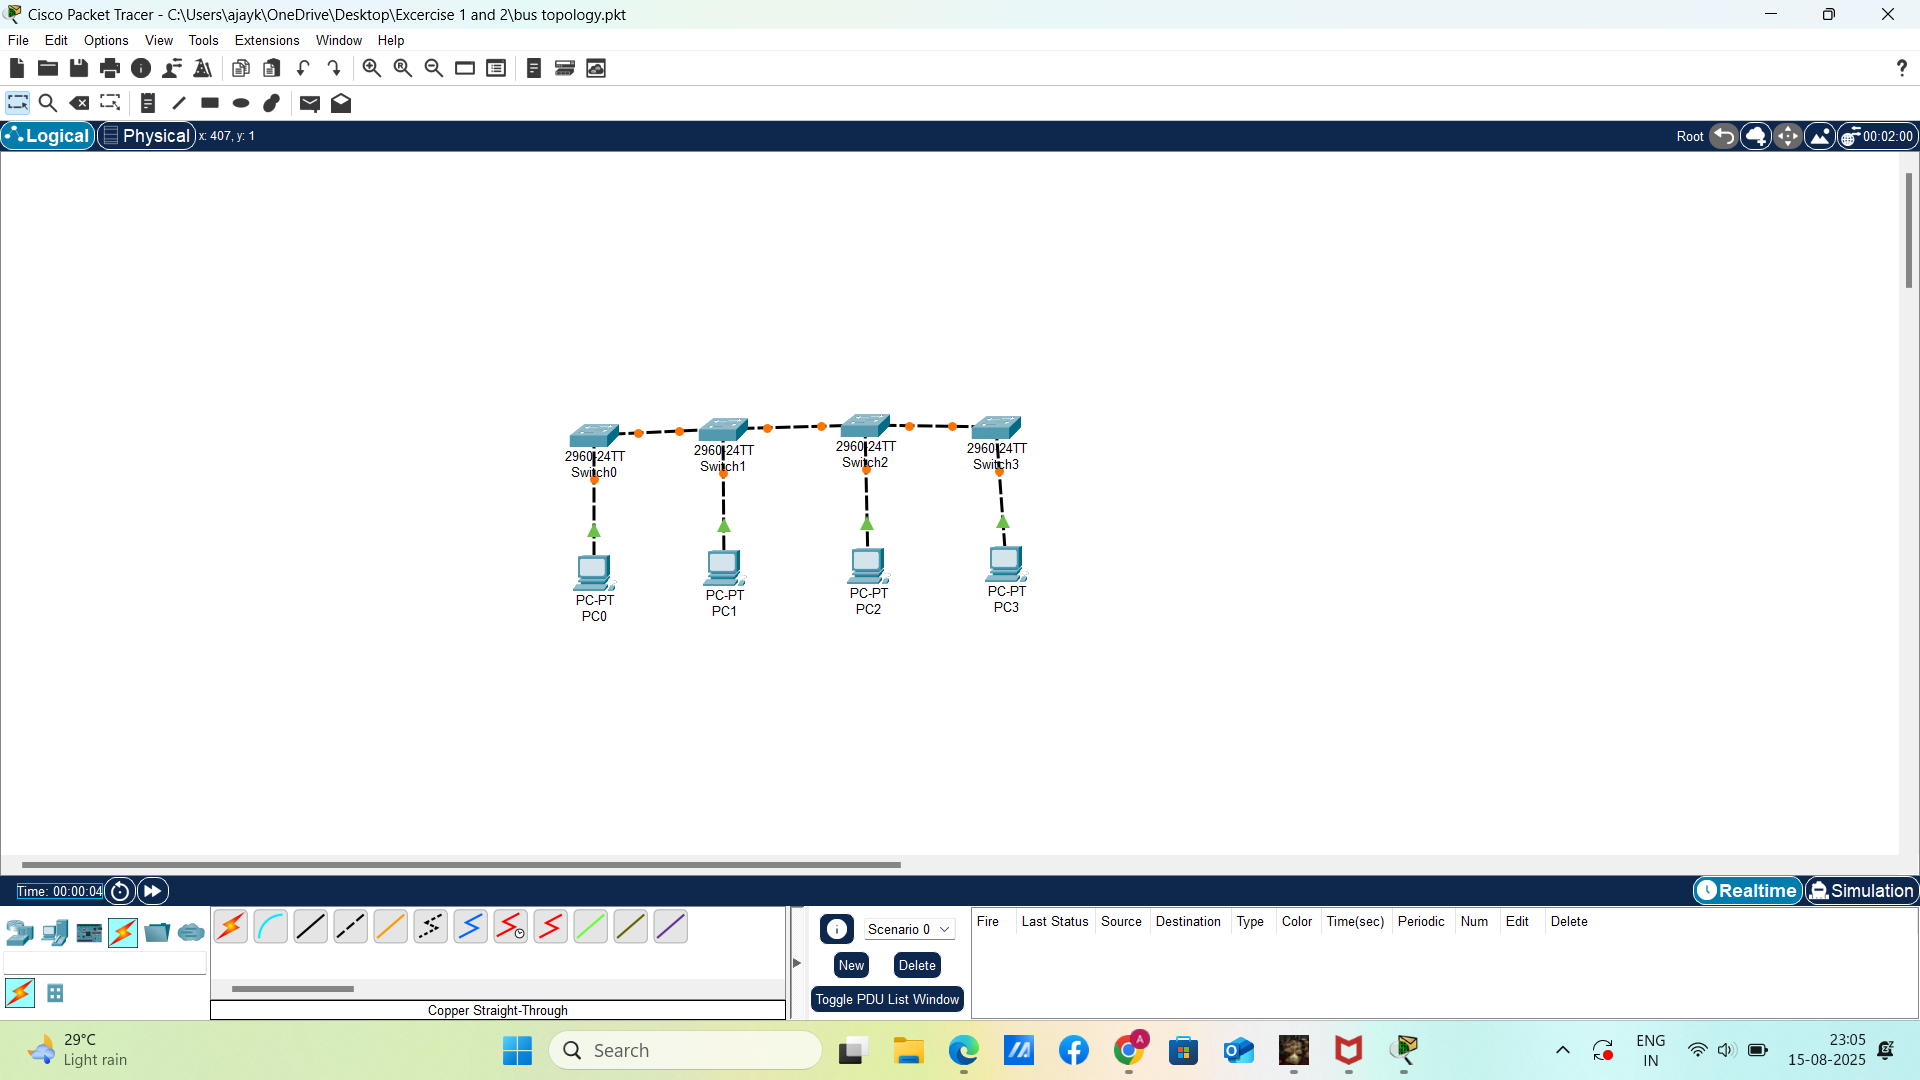 Cisco Packet Tracer - C:\Users\ajayk\OneDrive\Desktop\Excercise 1 and 2\bus topology.pkt
File Edit Options View Tools Extensions Window Help
?
Logical Physical x: 407, y: 1 Root 00:02:00
2960-24TT
Switch0
2960-24TT
Switch1
2960-24TT
Switch2
2960-24TT
Switch3
PC-PT
PC0
PC-PT
PC1
PC-PT
PC2
PC-PT
PC3
Time: 00:00:04 Realtime Simulation
Scenario 0
New Delete
Toggle PDU List Window
Fire Last Status Source Destination Type Color Time(sec) Periodic Num Edit Delete
Copper Straight-Through
29°C
Light rain
Search
A
ENG
IN
23:05
15-08-2025